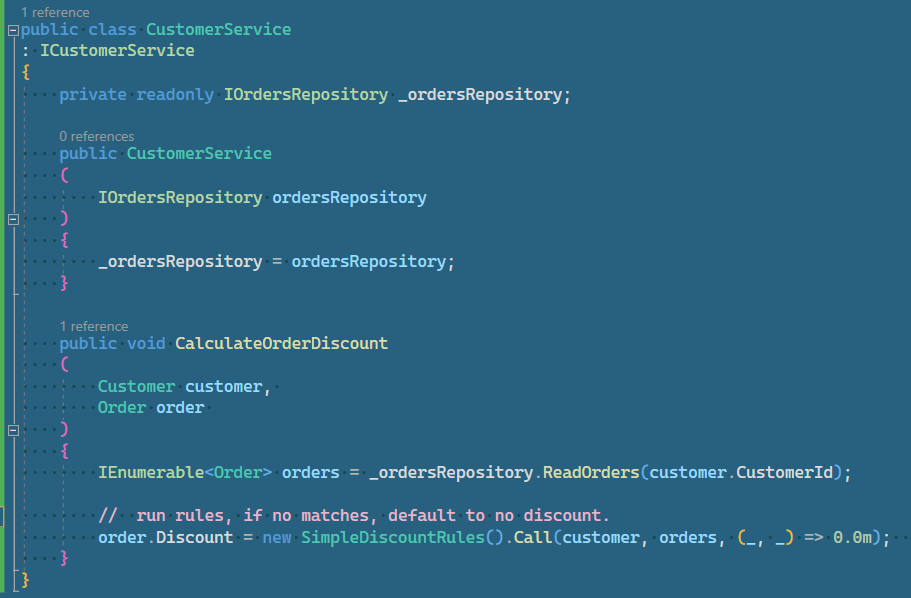 1 reference
public class CustomerService
: ICustomerService
{
private readonly IOrdersRepository _ordersRepository;
0 references
public CustomerService
(
IOrdersRepository ordersRepository
)
{
_ordersRepository = ordersRepository;
}
1 reference
public void CalculateOrderDiscount
(
Customer customer,
Order order
)
{
IEnumerable<Order> orders = _ordersRepository.ReadOrders(customer.CustomerId);
// run rules, if no matches, default to no discount.
order.Discount = new SimpleDiscountRules().Call(customer, orders, (_, _) => 0.0m);
}
}